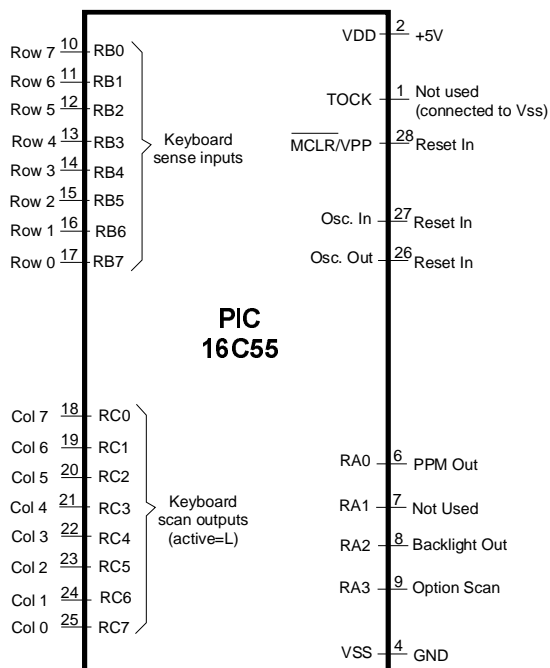 Row 7 10 RB0
Row 6 11 RB1
Row 5 12 RB2
Row 4 13 RB3
Row 3 14 RB4
Row 2 15 RB5
Row 1 16 RB6
Row 0 17 RB7
Keyboard
sense inputs
VDD 2 +5V
TOCK 1 Not used
(connected to Vss)
MCLR/VPP 28 Reset In
Osc. In 27 Reset In
Osc. Out 26 Reset In
PIC
16C55
Col 7 18 RC0
Col 6 19 RC1
Col 5 20 RC2
Col 4 21 RC3
Col 3 22 RC4
Col 2 23 RC5
Col 1 24 RC6
Col 0 25 RC7
Keyboard
scan outputs
(active=L)
RA0 6 PPM Out
RA1 7 Not Used
RA2 8 Backlight Out
RA3 9 Option Scan
VSS 4 GND